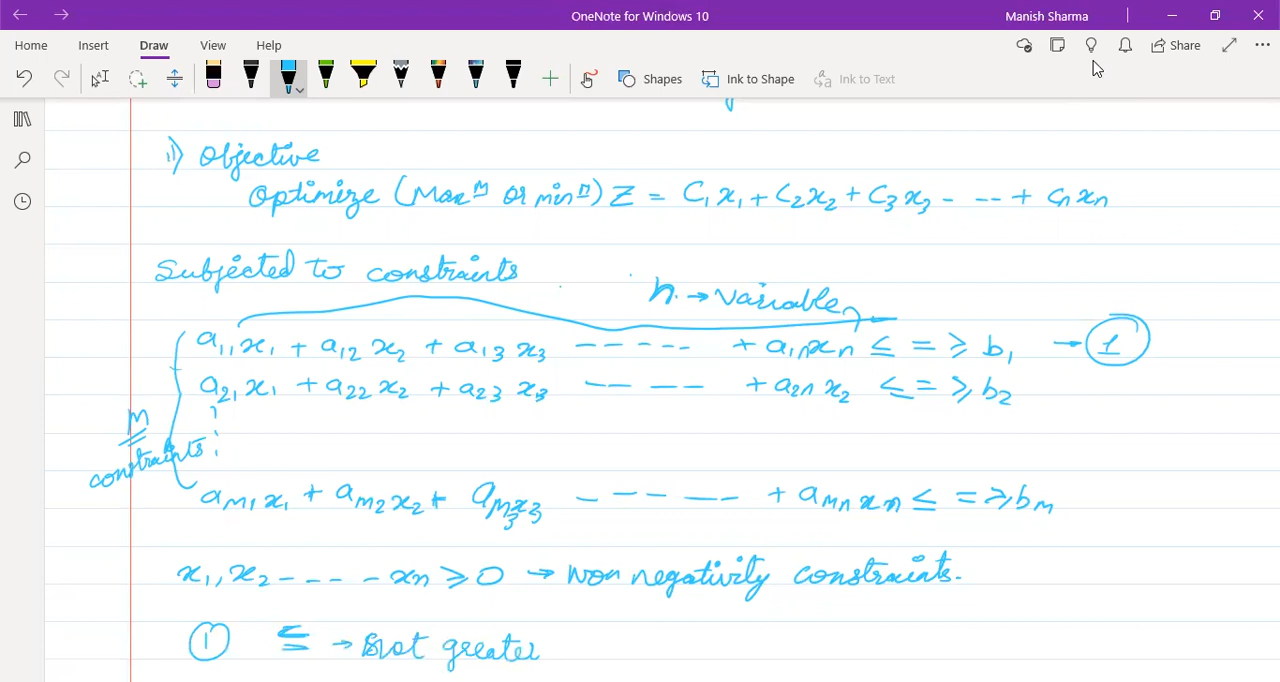 OneNote for Windows 10
Manish Sharma
Home Insert Draw View Help
Share
Shapes Ink to Shape Ink to Text
ii) Objective
Optimize (Max^m or min^n) Z = C₁x₁ + C₂x₂ + C₃x₃ - -- + Cₙxₙ
Subjected to constraints
n → Variable
a₁₁x₁ + a₁₂x₂ + a₁₃x₃ ----- + a₁ₙxₙ ≤ = ≥ b₁ → 1
a₂₁x₁ + a₂₂x₂ + a₂₃x₃ -- -- -- + a₂ₙx₂ ≤ = ≥ b₂
M
constraints
aₘ₁x₁ + aₘ₂x₂ + aₘ₃x₃ - -- -- - + aₘₙxₙ ≤ = ≥ bₘ
x₁, x₂ - - - - xₙ ≥ 0 → Non negativity constraints.
1 ≤ → Not greater